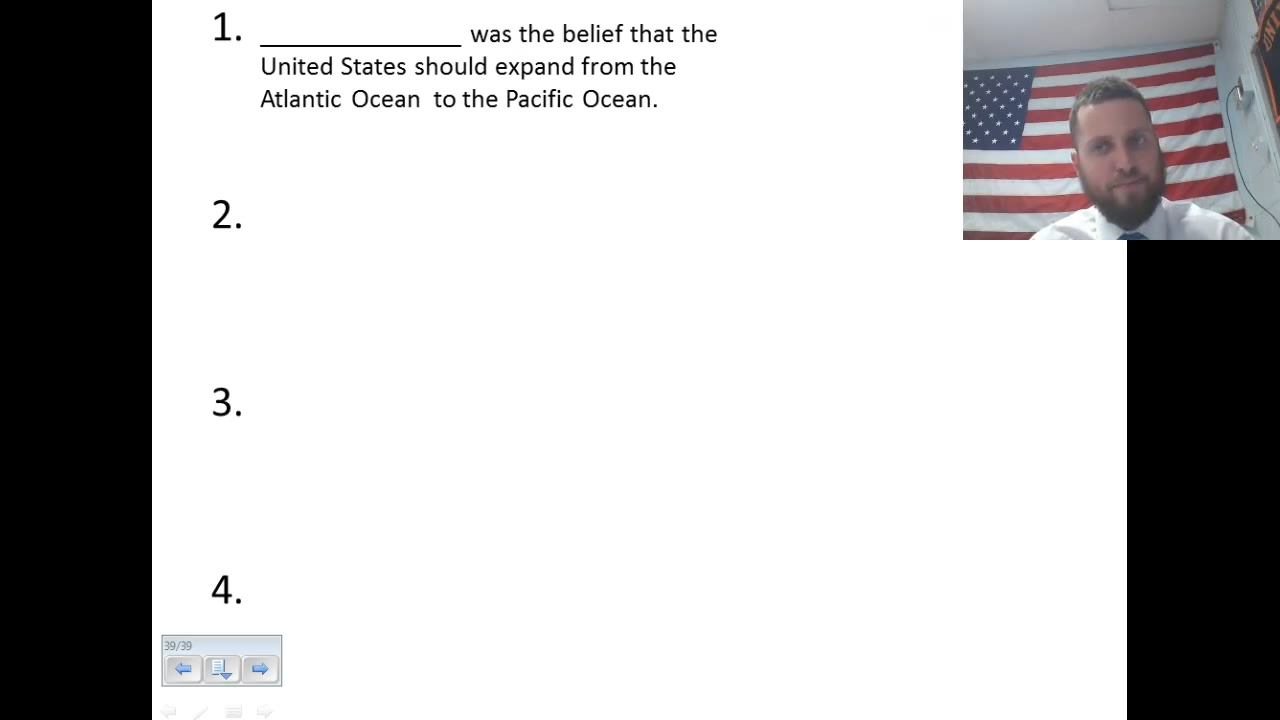 1. _______________ was the belief that the
United States should expand from the
Atlantic Ocean to the Pacific Ocean.
2.
3.
4.
39/39